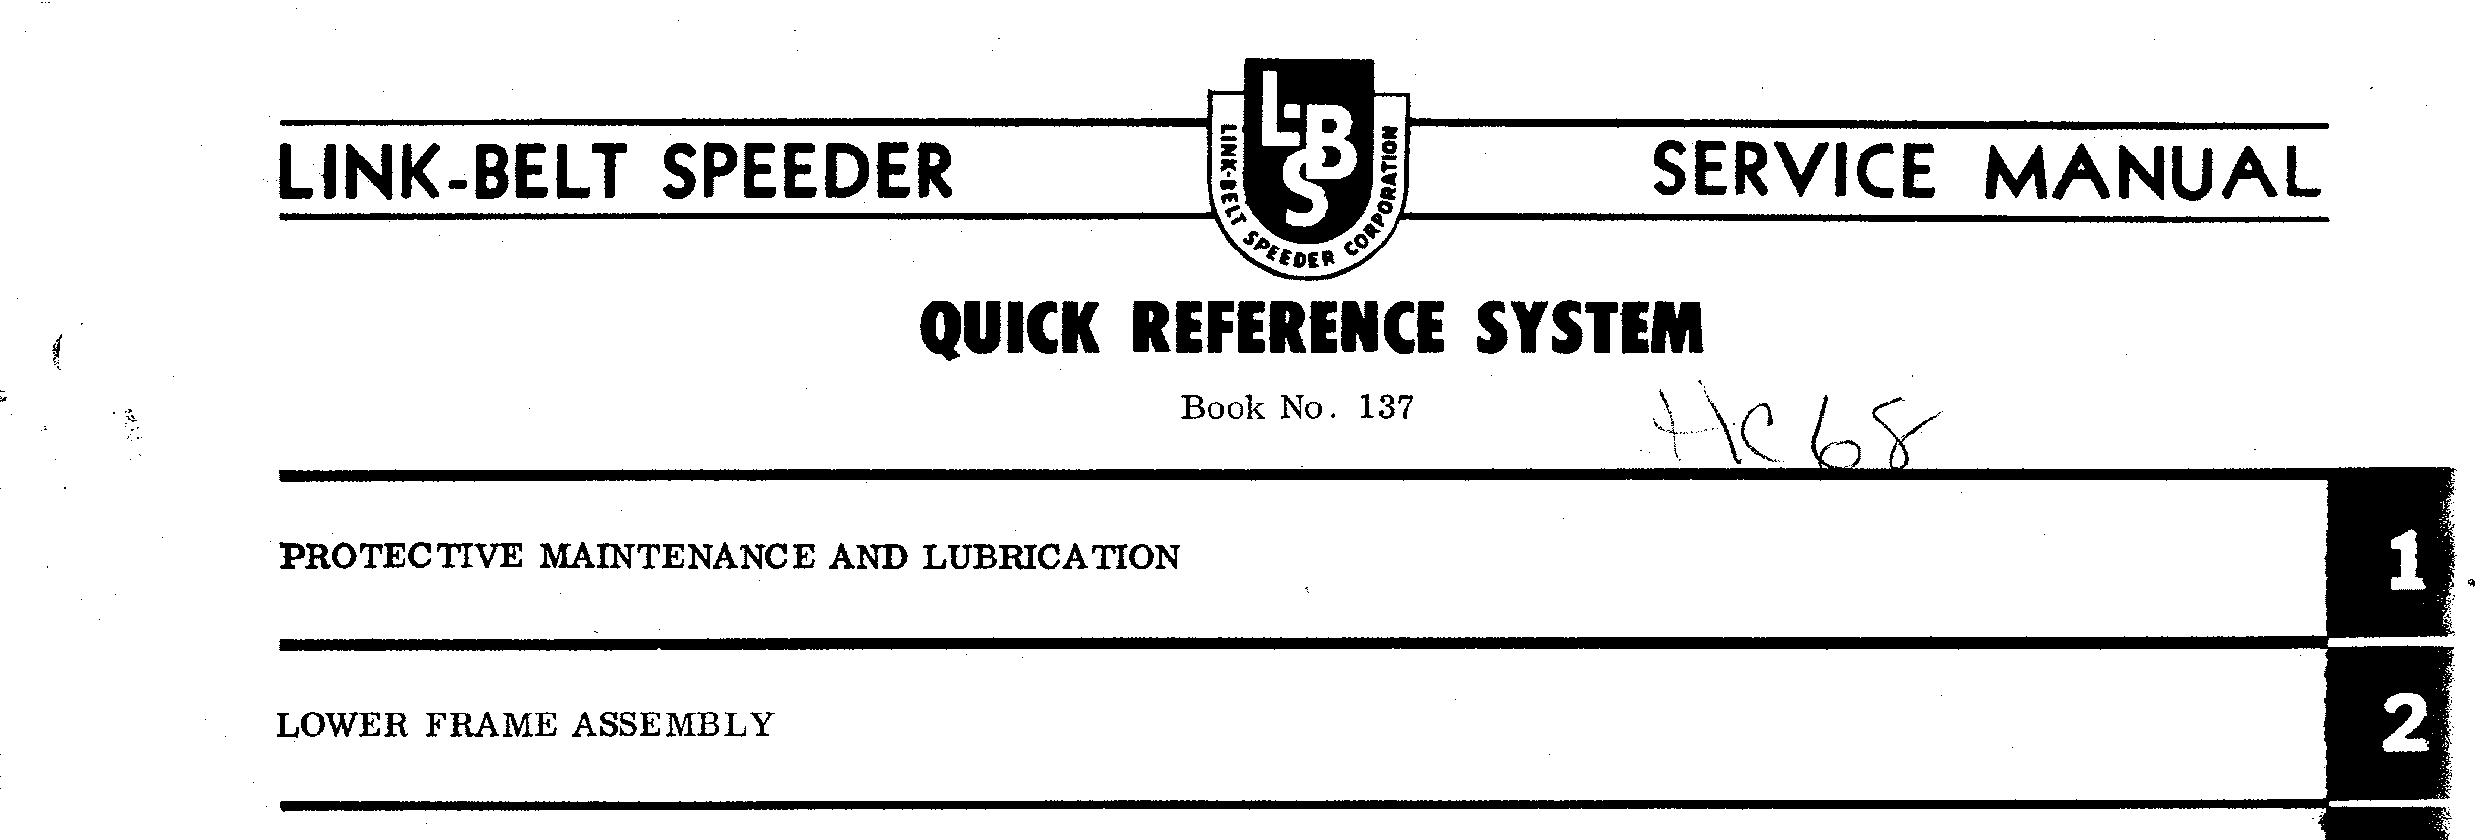 LINK-BELT SPEEDER
LBS
LINK-BELT SPEEDER CORPORATION
SERVICE MANUAL
QUICK REFERENCE SYSTEM
Book No. 137
HC68
PROTECTIVE MAINTENANCE AND LUBRICATION
1
LOWER FRAME ASSEMBLY
2